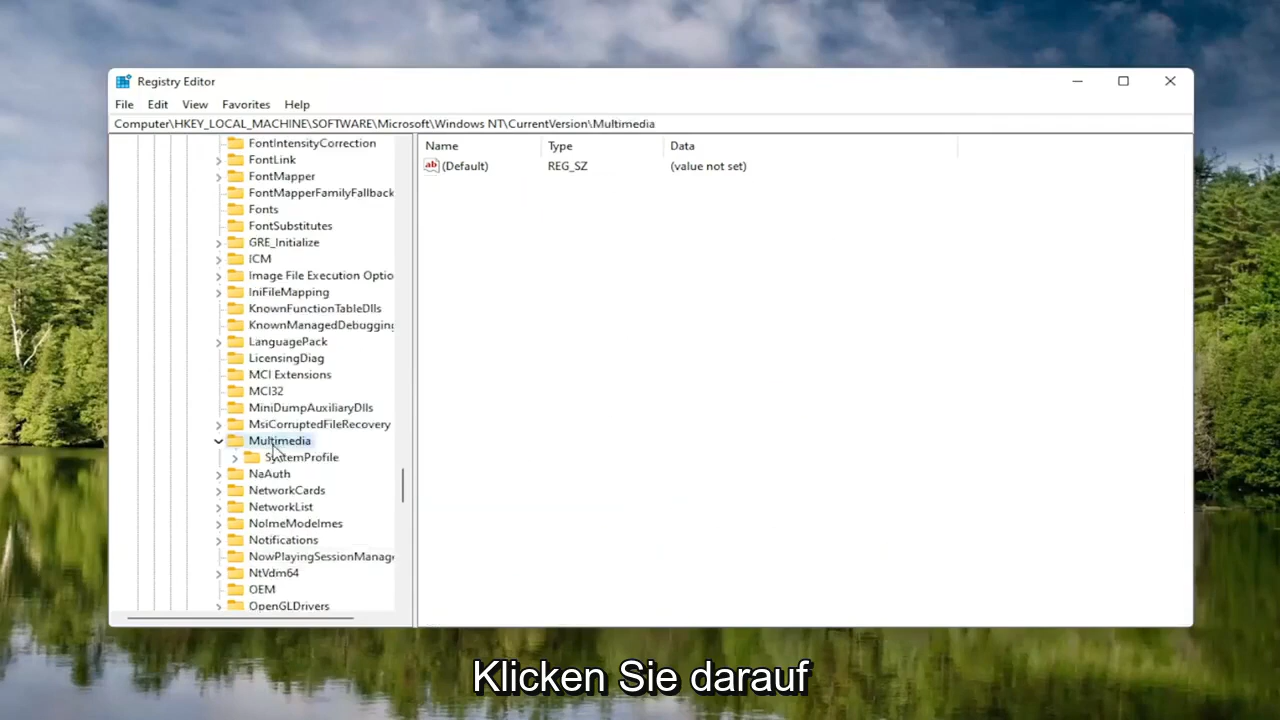 Registry Editor
File Edit View Favorites Help
Computer\HKEY_LOCAL_MACHINE\SOFTWARE\Microsoft\Windows NT\CurrentVersion\Multimedia
Name Type Data
ab (Default) REG_SZ (value not set)
FontIntensityCorrection
FontLink
FontMapper
FontMapperFamilyFallback
Fonts
FontSubstitutes
GRE_Initialize
ICM
Image File Execution Optio
IniFileMapping
KnownFunctionTableDlls
KnownManagedDebugging
LanguagePack
LicensingDiag
MCI Extensions
MCI32
MiniDumpAuxiliaryDlls
MsiCorruptedFileRecovery
Multimedia
SystemProfile
NaAuth
NetworkCards
NetworkList
NoImeModeImes
Notifications
NowPlayingSessionManage
NtVdm64
OEM
OpenGLDrivers
Klicken Sie darauf